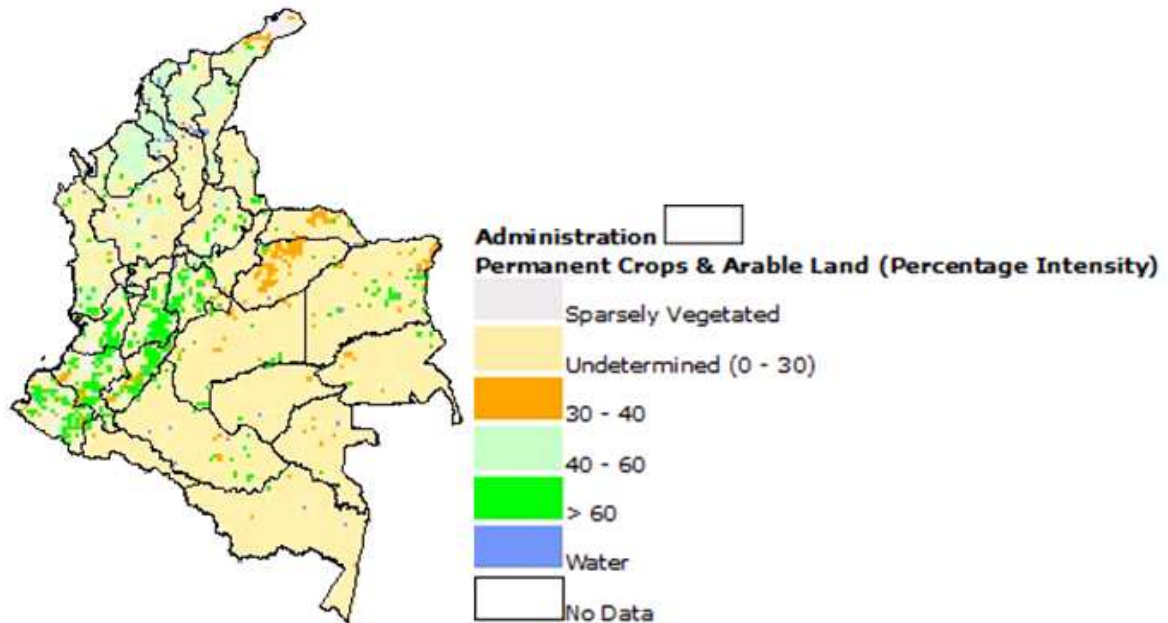 Administration
Permanent Crops & Arable Land (Percentage Intensity)
Sparsely Vegetated
Undetermined (0 - 30)
30 - 40
40 - 60
> 60
Water
No Data